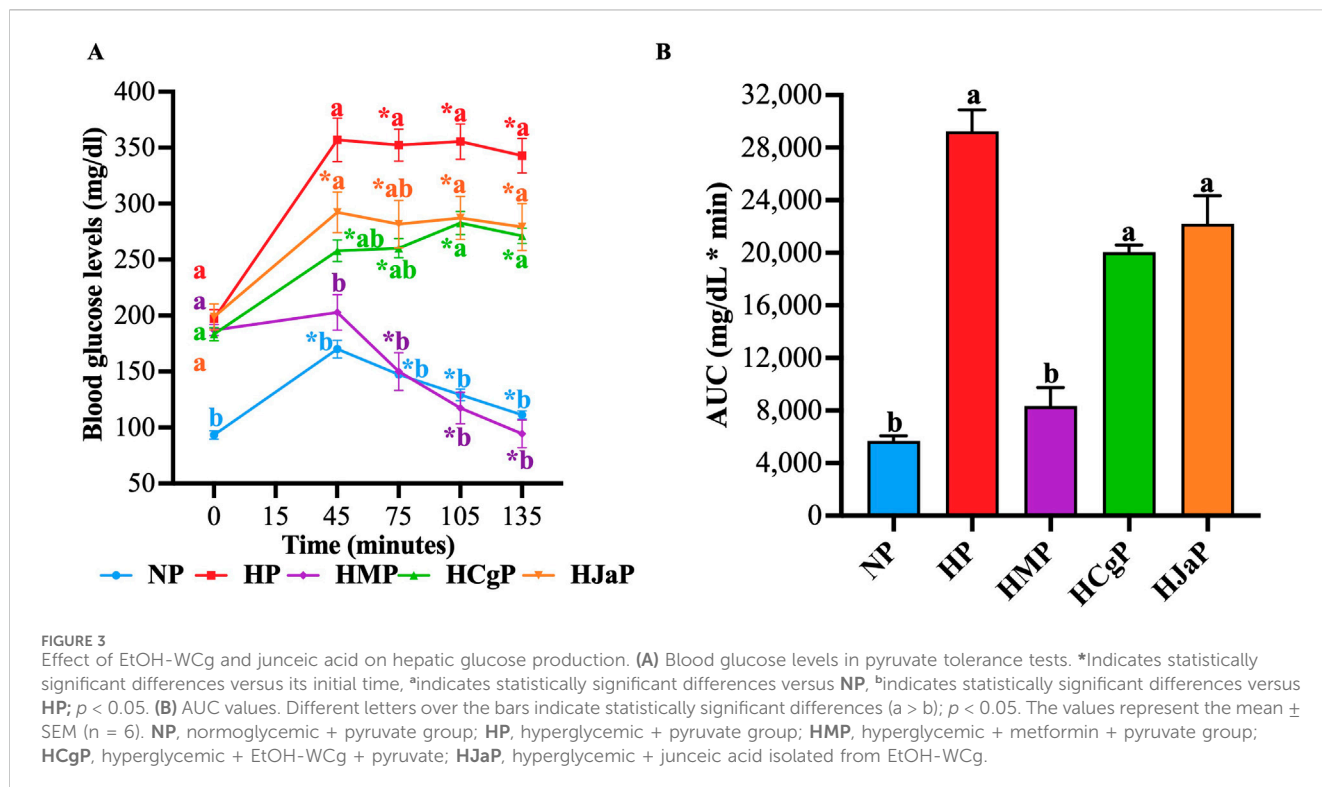 A
B
Blood glucose levels (mg/dl)
400
350
300
250
200
150
100
50
a
a
a
a
b
a
*a
*ab
b
*b
*a
*ab
*ab
*b
*b
*a
*a
*a
*b
*b
*a
*a
*a
*b
*b
0 15 45 75 105 135
Time (minutes)
NP HP HMP HCgP HJaP
AUC (mg/dL * min)
32,000
28,000
24,000
20,000
16,000
12,000
8,000
4,000
0
b
a
b
a
a
NP HP HMP HCgP HJaP
FIGURE 3
Effect of EtOH-WCg and junceic acid on hepatic glucose production. (A) Blood glucose levels in pyruvate tolerance tests. *Indicates statistically
significant differences versus its initial time, aindicates statistically significant differences versus NP, bindicates statistically significant differences versus
HP; p < 0.05. (B) AUC values. Different letters over the bars indicate statistically significant differences (a > b); p < 0.05. The values represent the mean ±
SEM (n = 6). NP, normoglycemic + pyruvate group; HP, hyperglycemic + pyruvate group; HMP, hyperglycemic + metformin + pyruvate group;
HCgP, hyperglycemic + EtOH-WCg + pyruvate; HJaP, hyperglycemic + junceic acid isolated from EtOH-WCg.